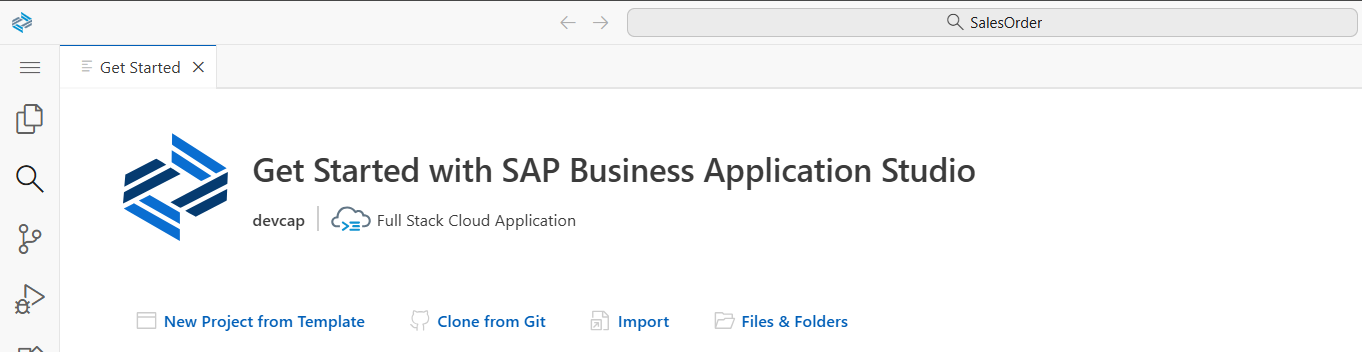 SalesOrder
Get Started
Get Started with SAP Business Application Studio
devcap Full Stack Cloud Application
New Project from Template Clone from Git Import Files & Folders